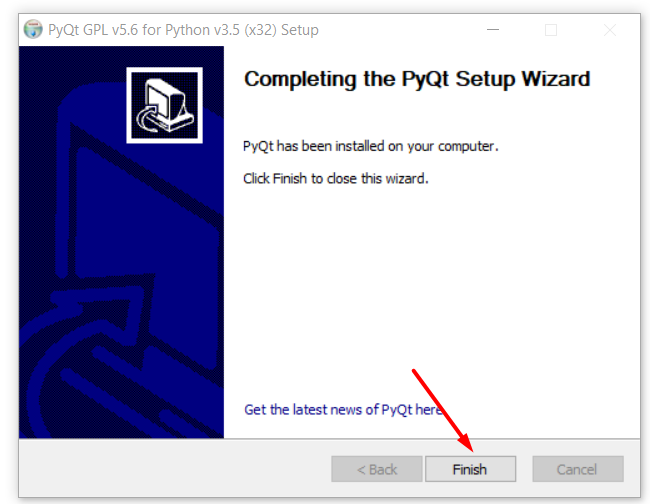 PyQt GPL v5.6 for Python v3.5 (x32) Setup
Completing the PyQt Setup Wizard
PyQt has been installed on your computer.
Click Finish to close this wizard.
Get the latest news of PyQt here
< Back
Finish
Cancel